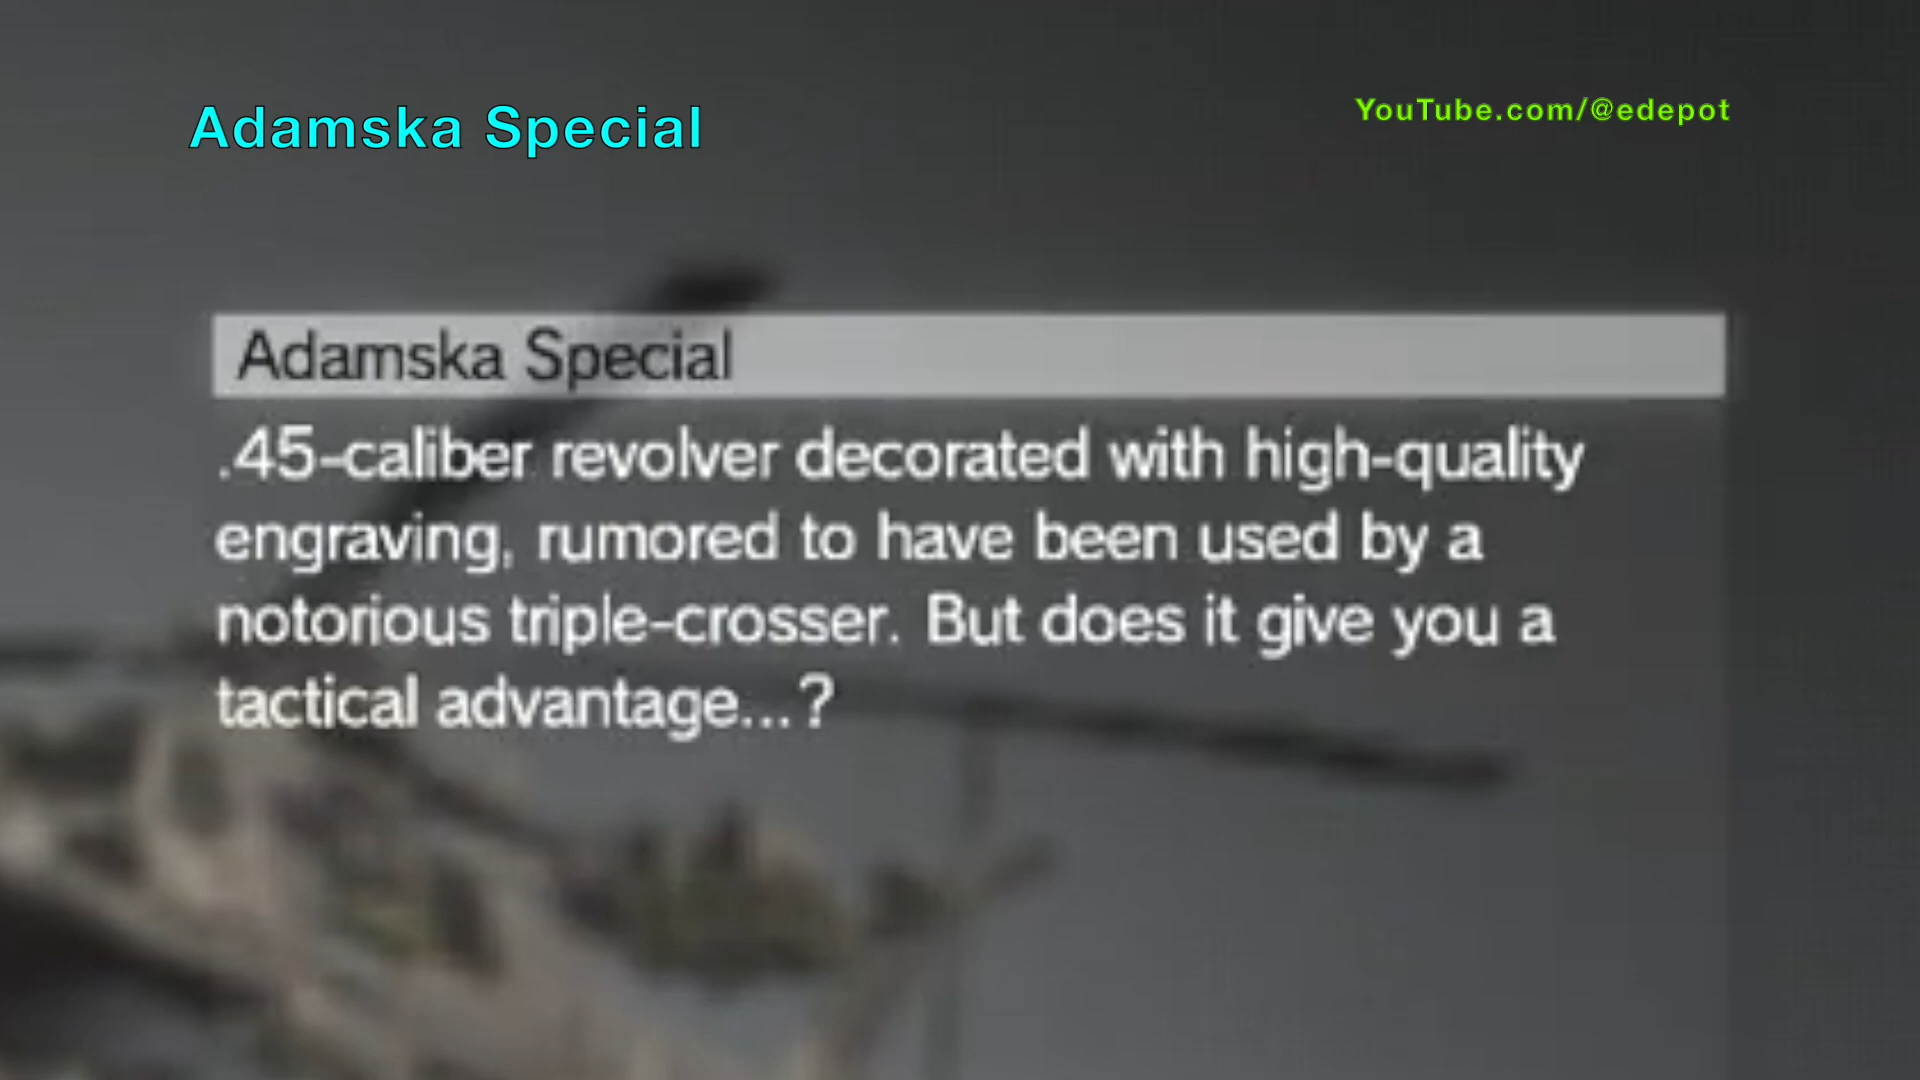 Adamska Special
YouTube.com/@edepot
Adamska Special
.45-caliber revolver decorated with high-quality
engraving, rumored to have been used by a
notorious triple-crosser. But does it give you a
tactical advantage...?